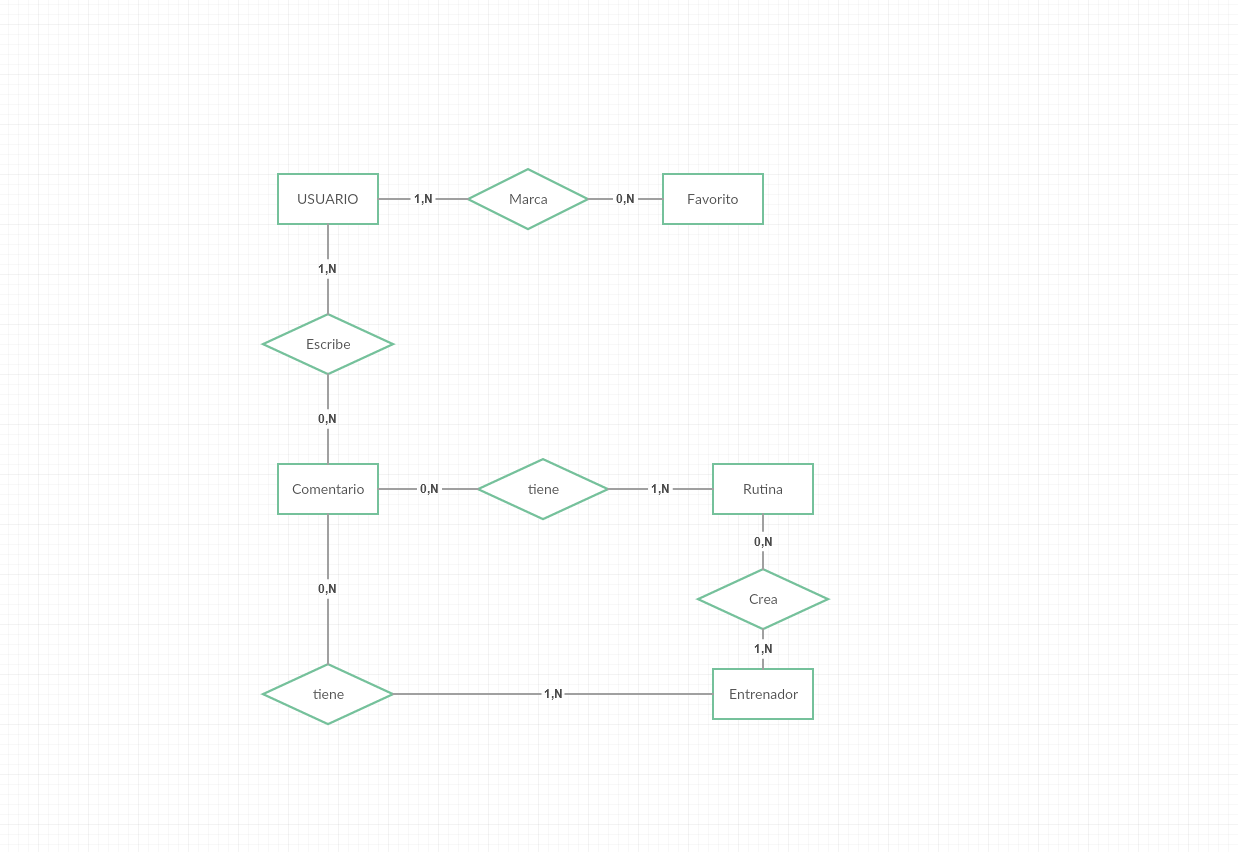 USUARIO
1,N
Marca
0,N
Favorito
1,N
Escribe
0,N
Comentario
0,N
tiene
1,N
Rutina
0,N
0,N
Crea
1,N
tiene
1,N
Entrenador